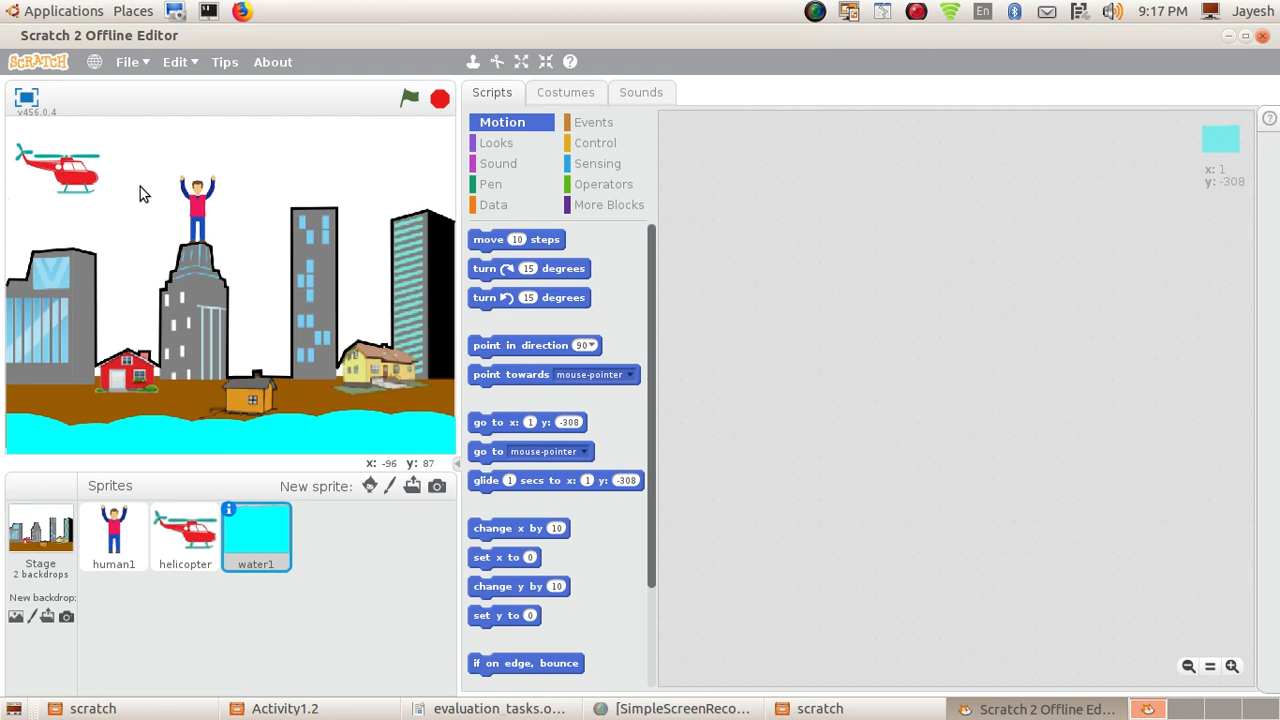 Applications Places En 9:17 PM Jayesh
Scratch 2 Offline Editor
SCRATCH File Edit Tips About
v456.0.4
Scripts Costumes Sounds
Motion Events
Looks Control
Sound Sensing
Pen Operators
Data More Blocks
x: 1
y: -308
move 10 steps
turn 15 degrees
turn 15 degrees
point in direction 90
point towards mouse-pointer
go to x: 1 y: -308
go to mouse-pointer
glide 1 secs to x: 1 y: -308
change x by 10
set x to 0
change y by 10
set y to 0
if on edge, bounce
x: -96 y: 87
Sprites New sprite:
Stage
2 backdrops
New backdrop:
human1 helicopter water1
scratch Activity1.2 evaluation_tasks.o... [SimpleScreenReco... scratch Scratch 2 Offline Ed...